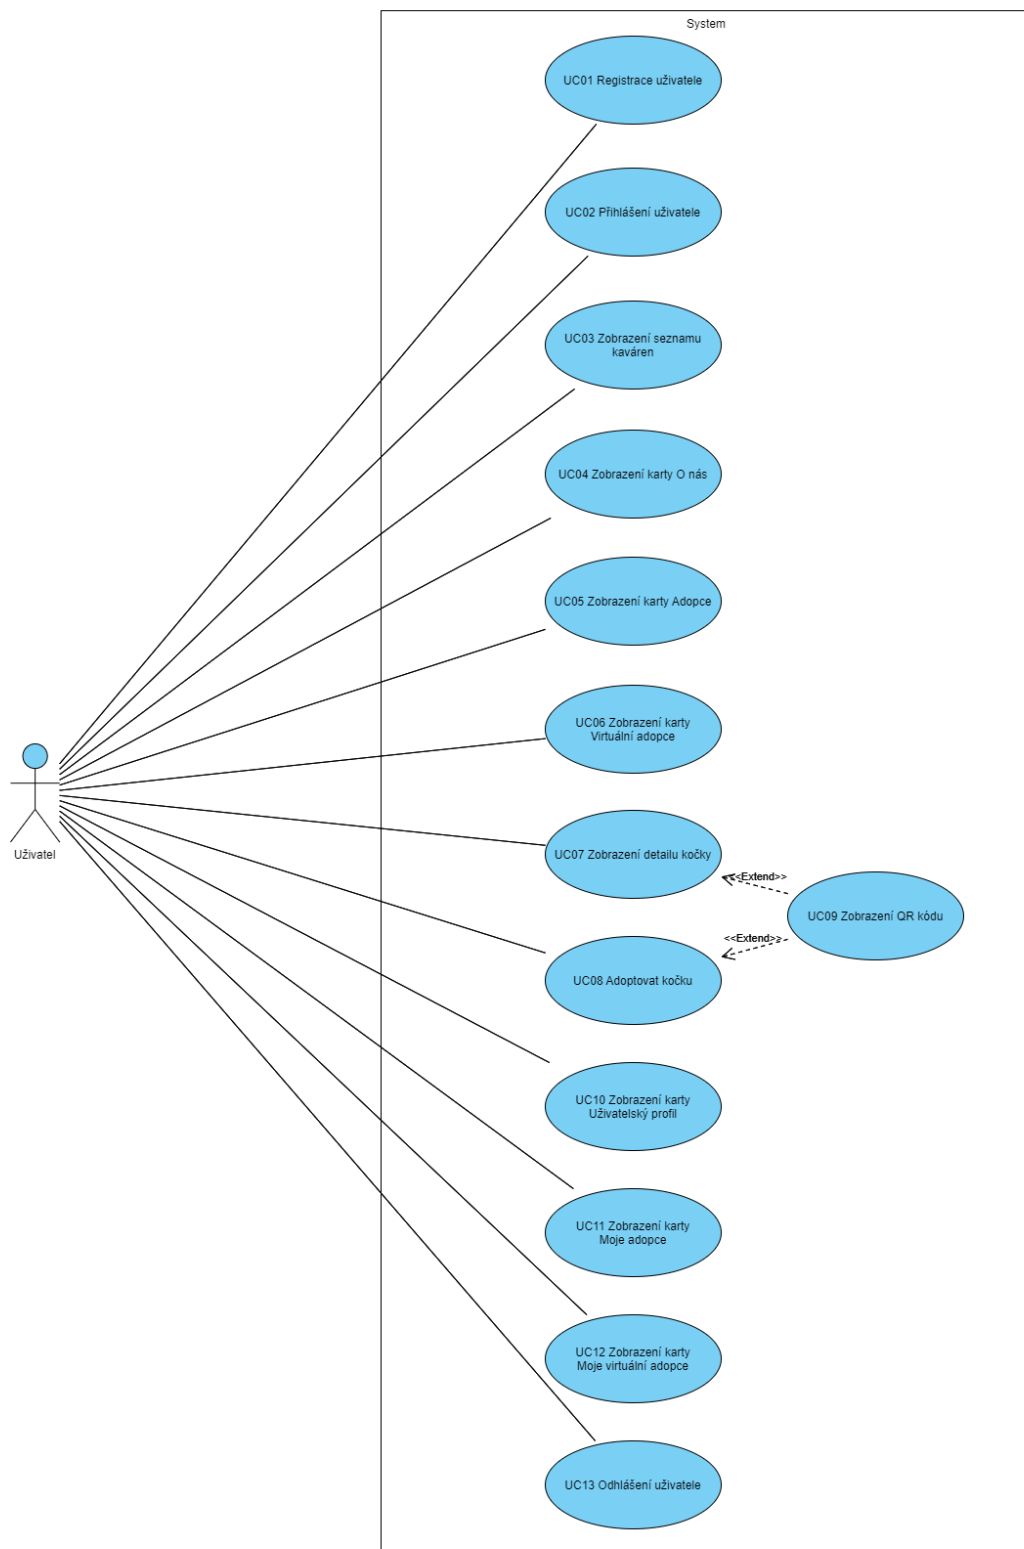 System
UC01 Registrace uživatele
UC02 Přihlášení uživatele
UC03 Zobrazení seznamu
kaváren
UC04 Zobrazení karty O nás
UC05 Zobrazení karty Adopce
UC06 Zobrazení karty
Virtuální adopce
Uživatel
UC07 Zobrazení detailu kočky
<<Extend>>
UC09 Zobrazení QR kódu
<<Extend>>
UC08 Adoptovat kočku
UC10 Zobrazení karty
Uživatelský profil
UC11 Zobrazení karty
Moje adopce
UC12 Zobrazení karty
Moje virtuální adopce
UC13 Odhlášení uživatele